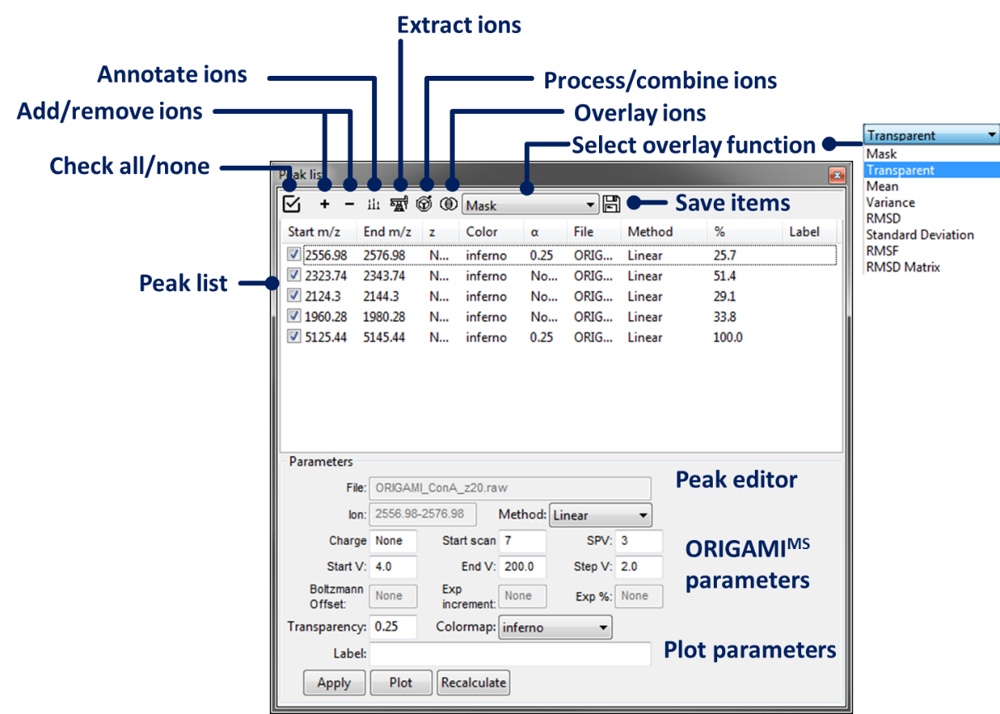 Extract ions
Annotate ions
Process/combine ions
Add/remove ions
Overlay ions
Select overlay function
Check all/none
Transparent
Mask
Transparent
Mean
Variance
RMSD
Standard Deviation
RMSF
RMSD Matrix
Peak list
Mask
Save items
Start m/z End m/z z Color α File Method % Label
2556.98 2576.98 N... inferno 0.25 ORIG... Linear 25.7
2323.74 2343.74 N... inferno No... ORIG... Linear 51.4
2124.3 2144.3 N... inferno No... ORIG... Linear 29.1
1960.28 1980.28 N... inferno No... ORIG... Linear 33.8
5125.44 5145.44 N... inferno 0.25 ORIG... Linear 100.0
Peak list
Parameters
File: ORIGAMI_ConA_z20.raw
Peak editor
Ion: 2556.98-2576.98 Method: Linear
Charge None Start scan 7 SPV: 3
Start V: 4.0 End V: 200.0 Step V: 2.0
ORIGAMIᴹˢ
parameters
Boltzmann
Offset: None
Exp
increment: None
Exp %: None
Transparency: 0.25 Colormap: inferno
Label:
Plot parameters
Apply Plot Recalculate